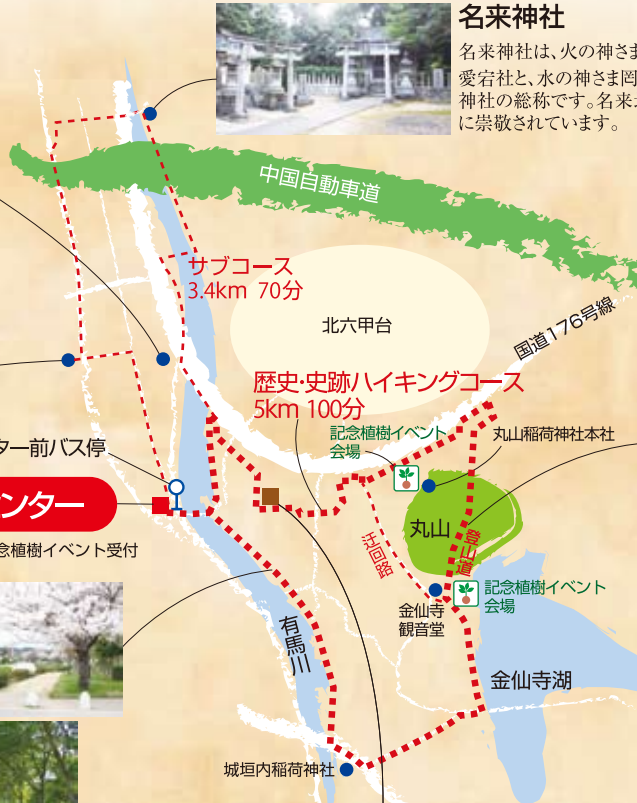 名来神社
名来神社は、火の神さま
愛宕社と、水の神さま岡
神社の総称です。名来
に崇敬されています。
中国自動車道
サブコース
3.4km 70分
北六甲台
国道176号線
歴史・史跡ハイキングコース
5km 100分
記念植樹イベント
会場
丸山稲荷神社本社
ター前バス停
ンター
念植樹イベント受付
丸山
登山道
迂回路
記念植樹イベント
会場
金仙寺
観音堂
有馬川
金仙寺湖
城垣内稲荷神社